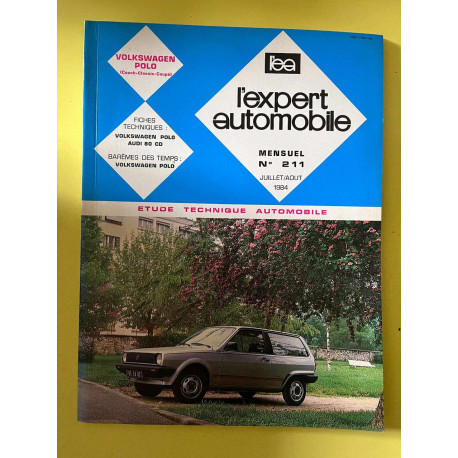 VOLKSWAGEN
POLO
(Coach-Classic-Coupé)
FICHES
TECHNIQUES :
VOLKSWAGEN POLO
AUDI 80 CD
BARÈMES DES TEMPS :
VOLKSWAGEN POLO
l'ea
l'expert
automobile
MENSUEL
N° 211
JUILLET/AOUT
1984
ETUDE TECHNIQUE AUTOMOBILE